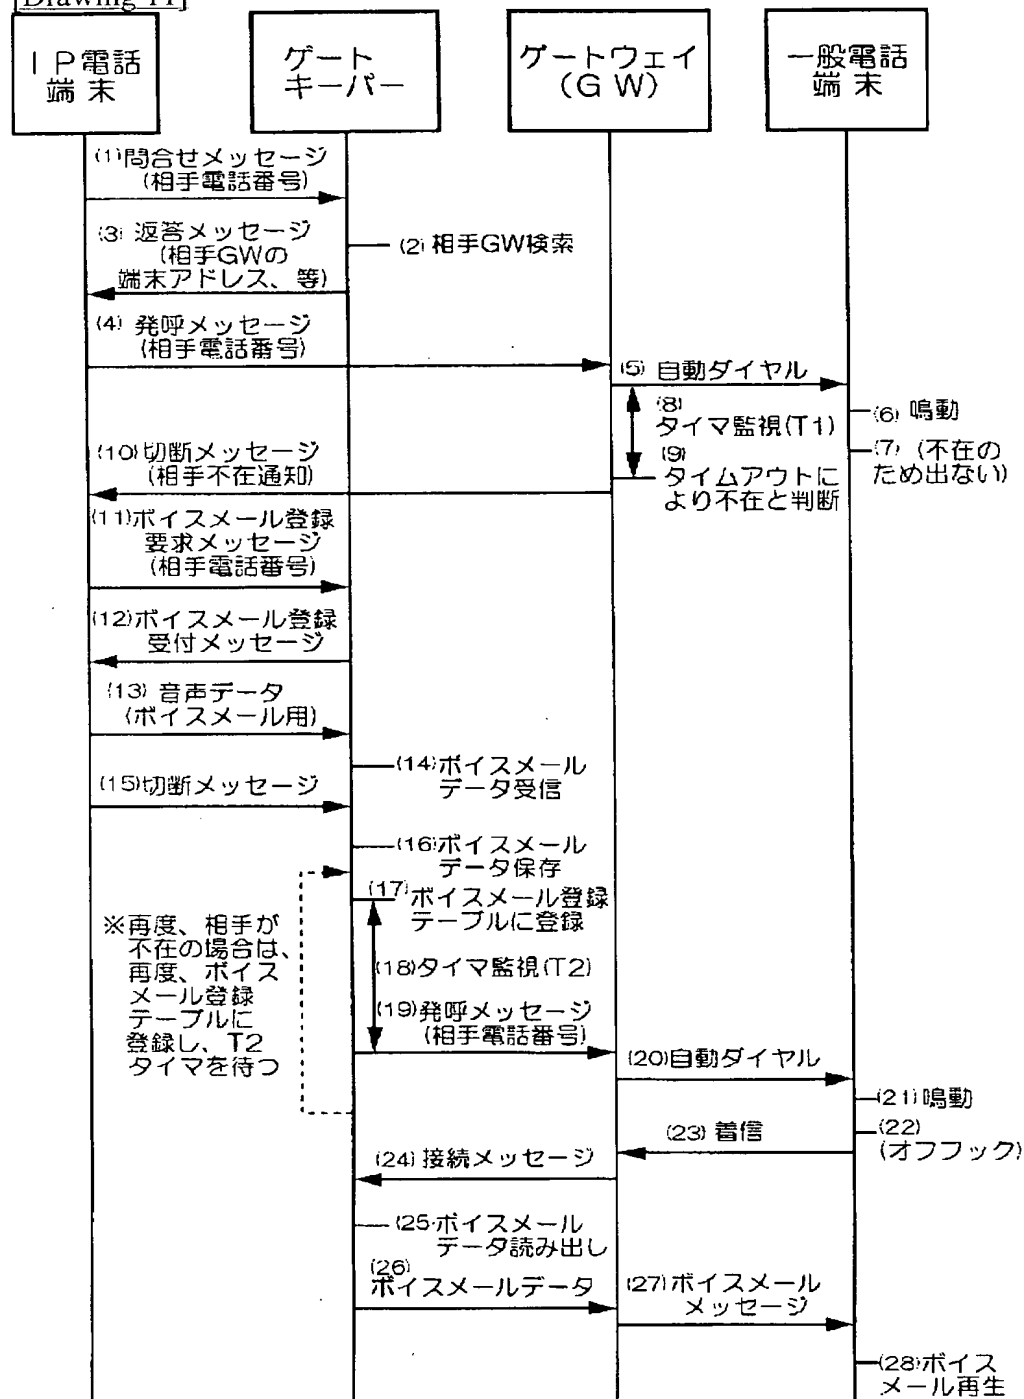 [Drawing 11]
IP電話
端末
ゲート
キーパー
ゲートウェイ
(GW)
一般電話
端末
(1)問合せメッセージ
(相手電話番号)
(2)相手GW検索
(3)返答メッセージ
(相手GWの
端末アドレス、等)
(4)発呼メッセージ
(相手電話番号)
(5)自動ダイヤル
(6)鳴動
(7)(不在の
ため出ない)
(8)
タイマ監視(T1)
(9)
タイムアウトに
より不在と判断
(10)切断メッセージ
(相手不在通知)
(11)ボイスメール登録
要求メッセージ
(相手電話番号)
(12)ボイスメール登録
受付メッセージ
(13)音声データ
(ボイスメール用)
(14)ボイスメール
データ受信
(15)切断メッセージ
(16)ボイスメール
データ保存
(17)
ボイスメール登録
テーブルに登録
※再度、相手が
不在の場合は、
再度、ボイス
メール登録
テーブルに
登録し、T2
タイマを待つ
(18)タイマ監視(T2)
(19)発呼メッセージ
(相手電話番号)
(20)自動ダイヤル
(21)鳴動
(22)
(オフフック)
(23)着信
(24)接続メッセージ
(25)ボイスメール
データ読み出し
(26)
ボイスメールデータ
(27)ボイスメール
メッセージ
(28)ボイス
メール再生